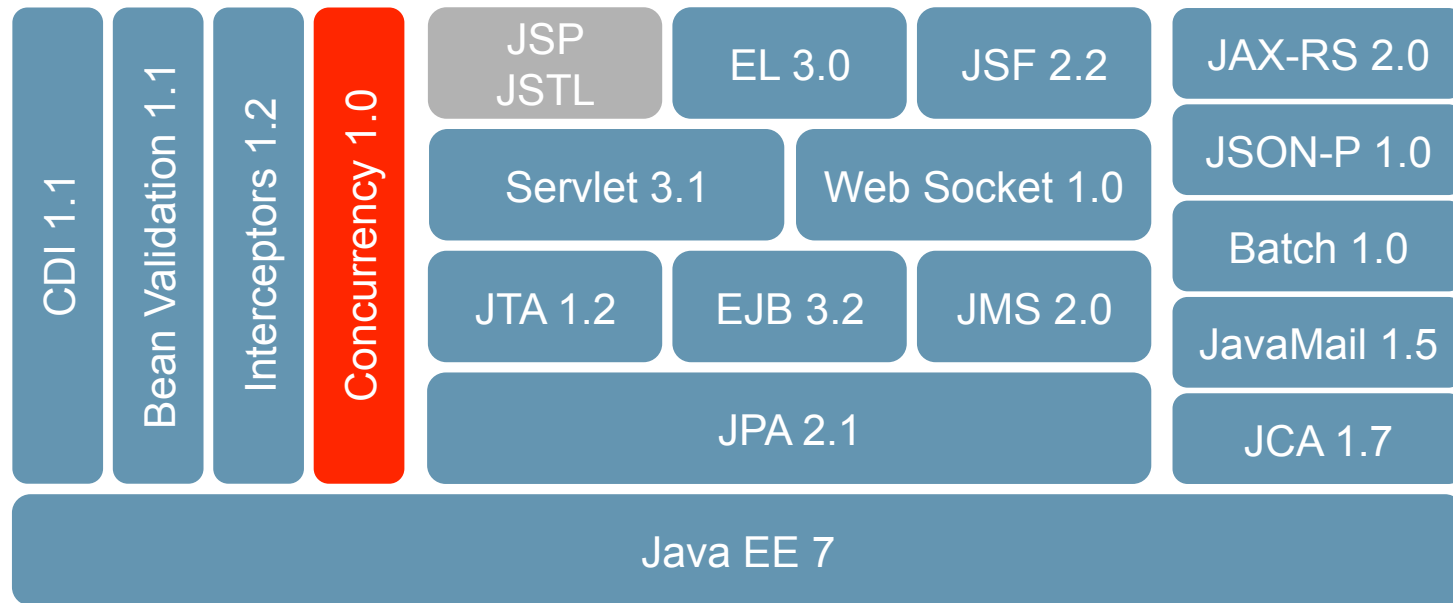 CDI 1.1
Bean Validation 1.1
Interceptors 1.2
Concurrency 1.0
JSP
JSTL
EL 3.0
JSF 2.2
Servlet 3.1
Web Socket 1.0
JTA 1.2
EJB 3.2
JMS 2.0
JPA 2.1
JAX-RS 2.0
JSON-P 1.0
Batch 1.0
JavaMail 1.5
JCA 1.7
Java EE 7